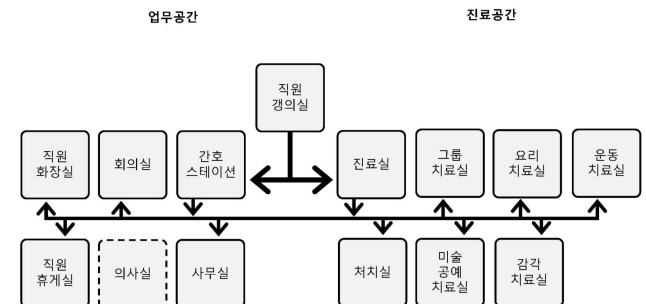 업무공간
진료공간
직원
갱의실
직원
화장실
회의실
간호
스테이션
진료실
그룹
치료실
요리
치료실
운동
치료실
직원
휴게실
의사실
사무실
처치실
미술
공예
치료실
감각
치료실